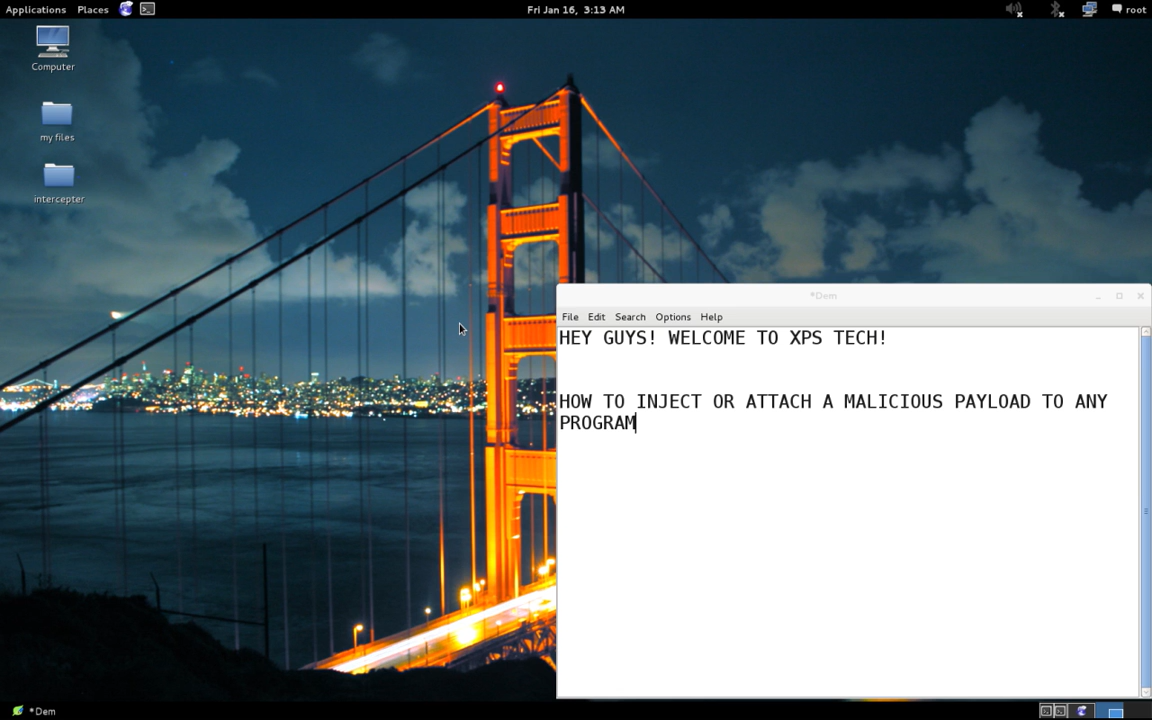 Applications Places Fri Jan 16, 3:13 AM root
Computer
my files
intercepter
*Dem
File Edit Search Options Help
HEY GUYS! WELCOME TO XPS TECH!
HOW TO INJECT OR ATTACH A MALICIOUS PAYLOAD TO ANY
PROGRAM
*Dem